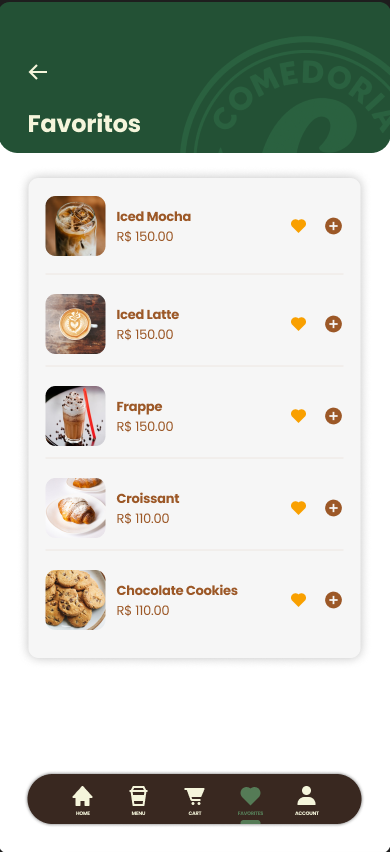 COMEDORIA
Favoritos
Iced Mocha
R$ 150.00
Iced Latte
R$ 150.00
Frappe
R$ 150.00
Croissant
R$ 110.00
Chocolate Cookies
R$ 110.00
HOME MENU CART FAVORITES ACCOUNT